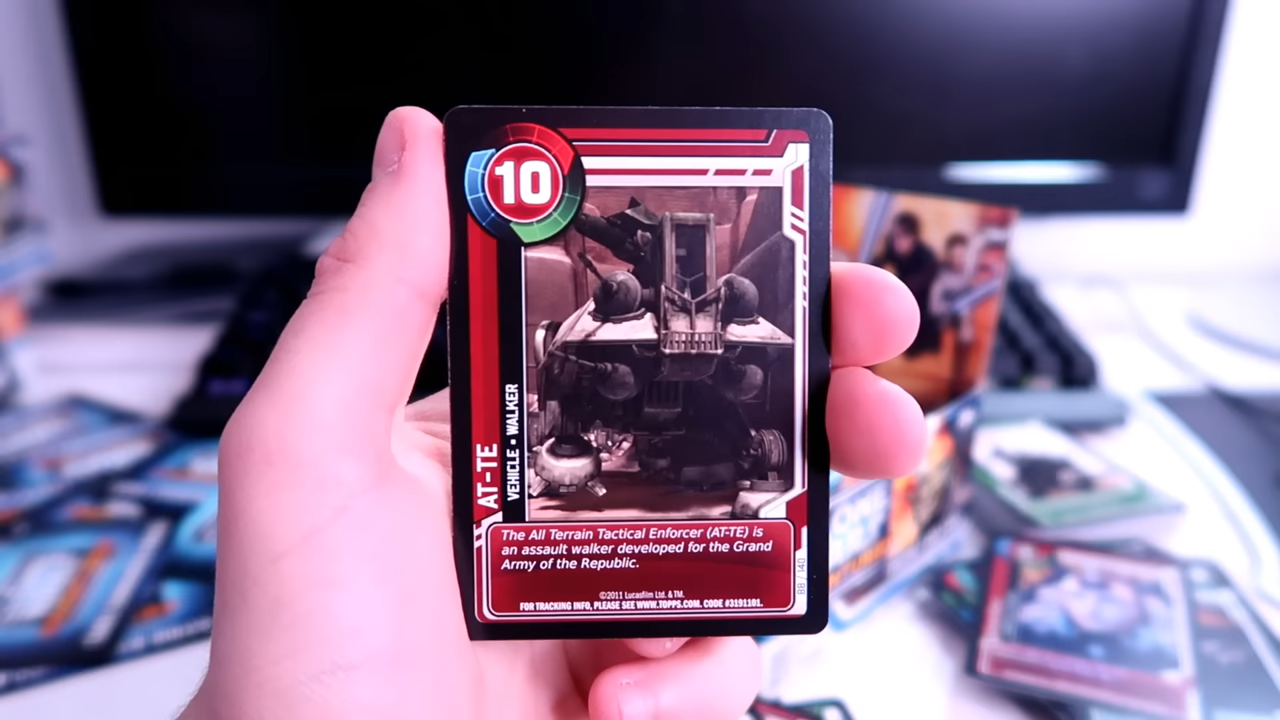 10
AT-TE
VEHICLE ▪ WALKER
The All Terrain Tactical Enforcer (AT-TE) is
an assault walker developed for the Grand
Army of the Republic.
88 / 140
©2011 Lucasfilm Ltd. & TM.
FOR TRACKING INFO, PLEASE SEE WWW.TOPPS.COM. CODE #3191101.